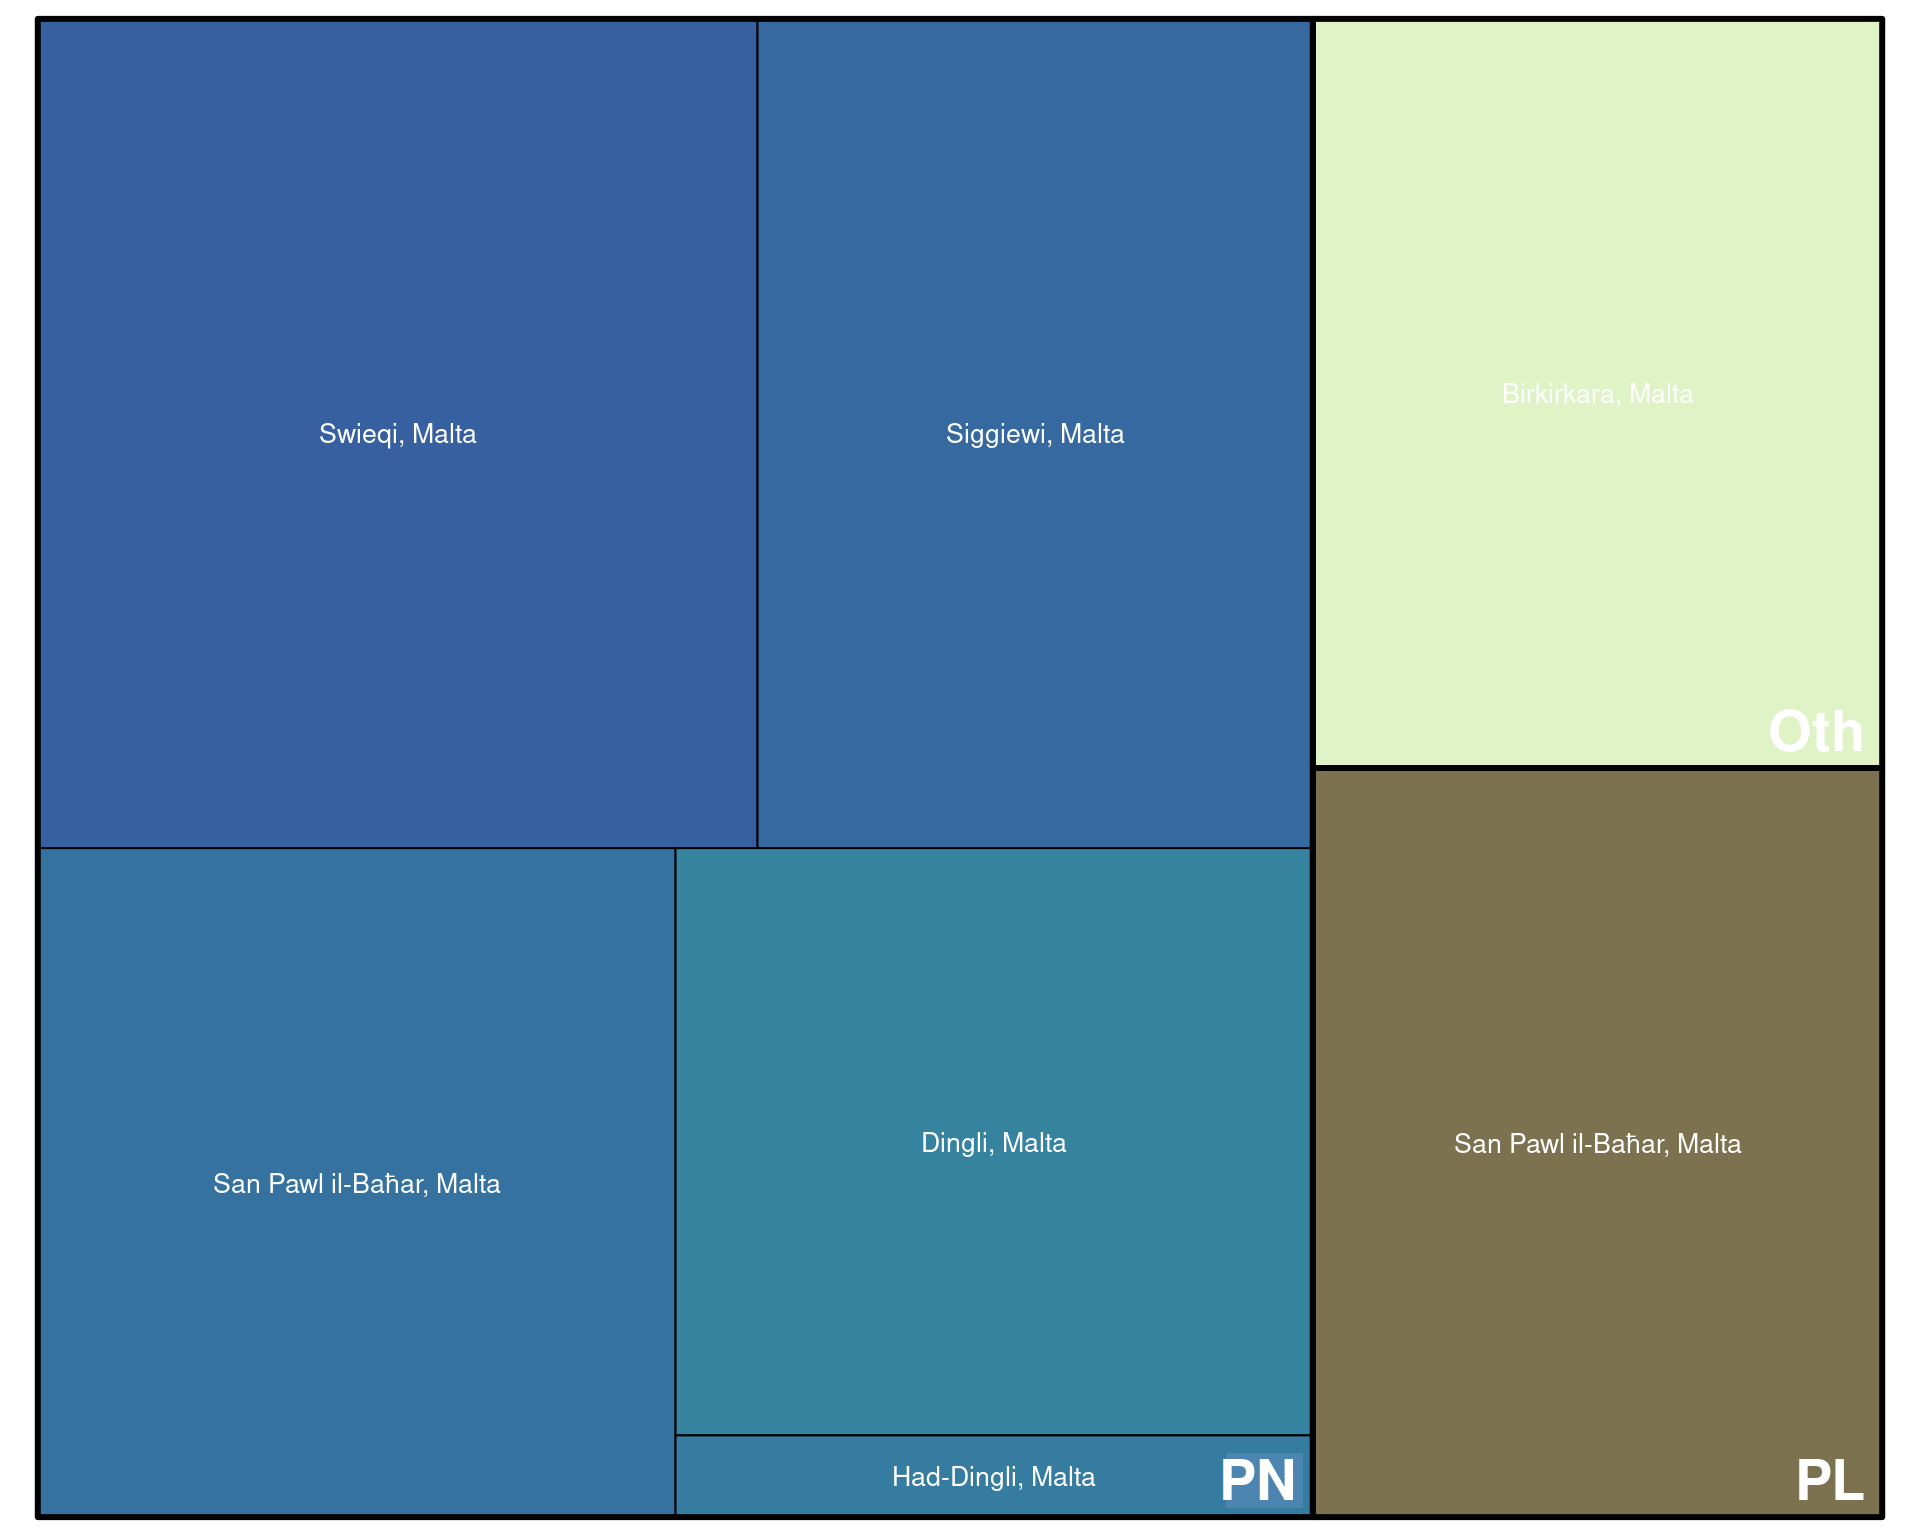 Swieqi, Malta
Siggiewi, Malta
Birkirkara, Malta
Oth
San Pawl il-Baħar, Malta
Dingli, Malta
San Pawl il-Baħar, Malta
Had-Dingli, Malta
PN
PL